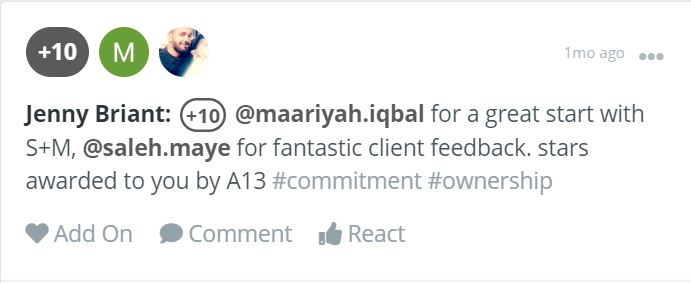 +10 M 1mo ago
Jenny Briant: +10 @maariyah.iqbal for a great start with
S+M, @saleh.maye for fantastic client feedback. stars
awarded to you by A13 #commitment #ownership
Add On Comment React